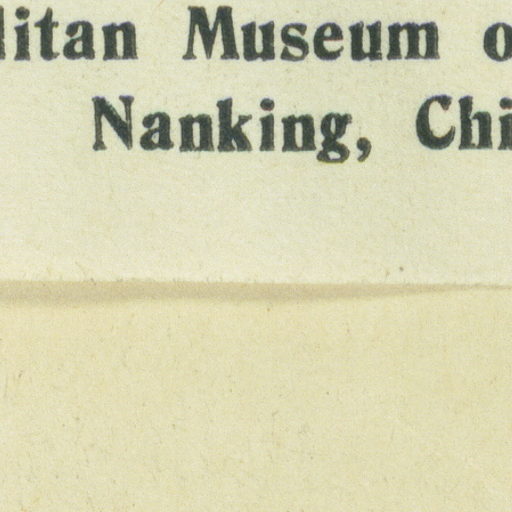 litan Museum o
Nanking, Chi